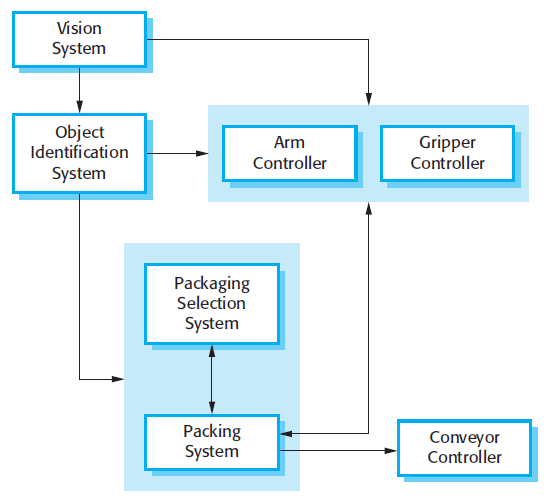 Vision
System
Object
Identification
System
Arm
Controller
Gripper
Controller
Packaging
Selection
System
Packing
System
Conveyor
Controller